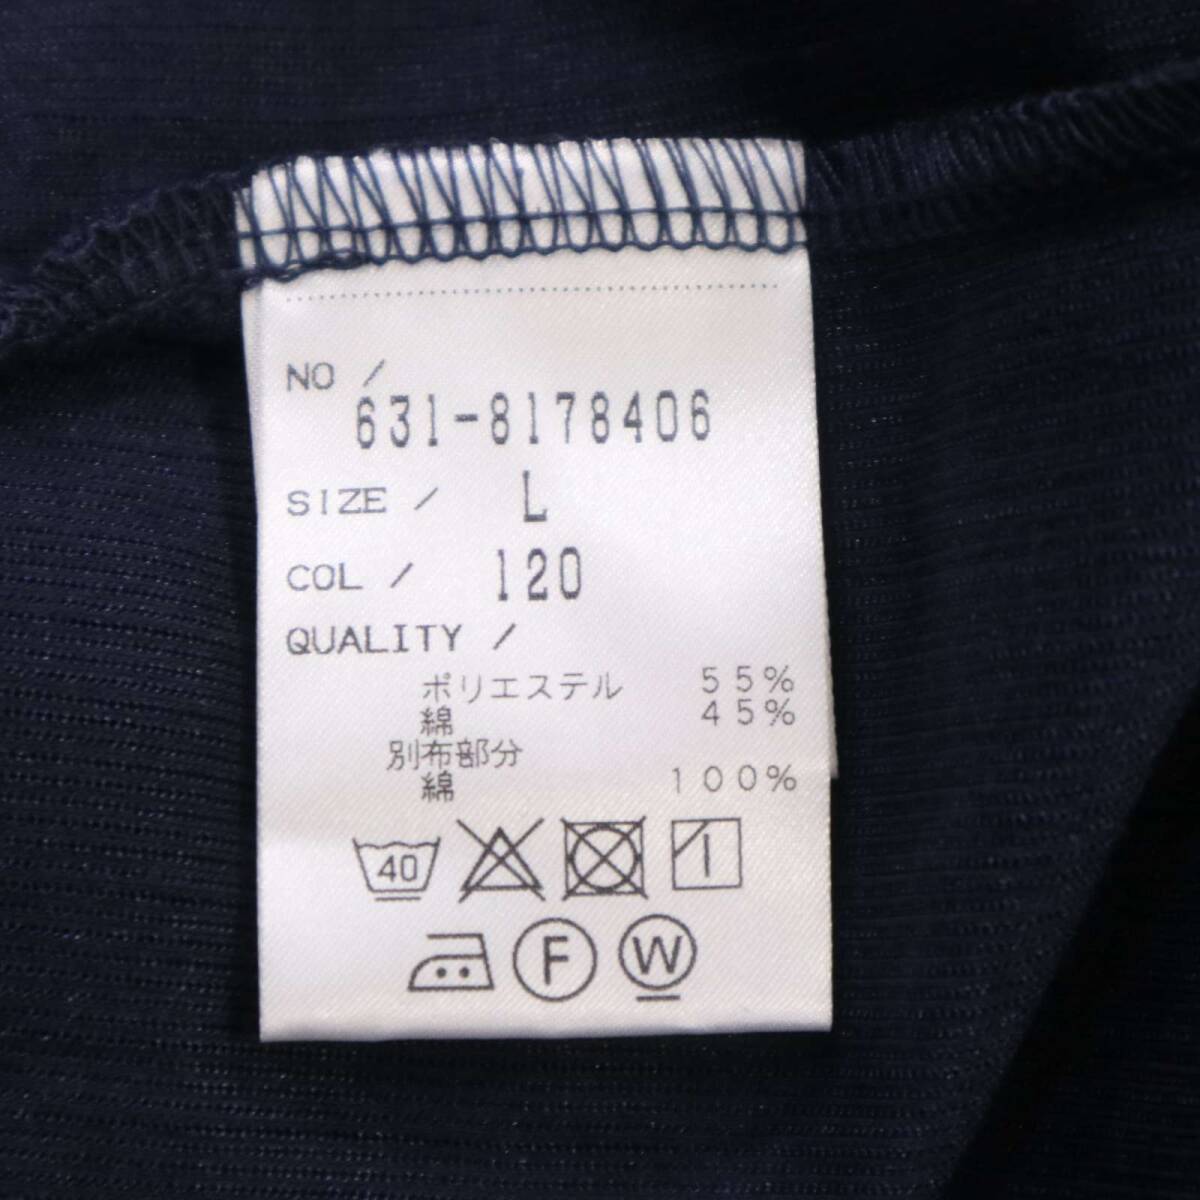 NO /
631-8178406
SIZE / L
COL / 120
QUALITY /
ポリエステル 55%
綿 45%
別布部分
綿 100%
40
F W